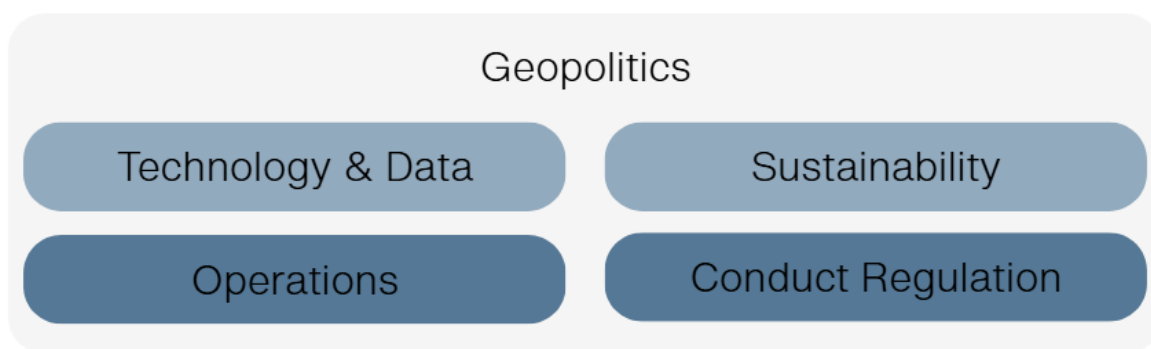 Geopolitics
Technology & Data
Sustainability
Operations
Conduct Regulation